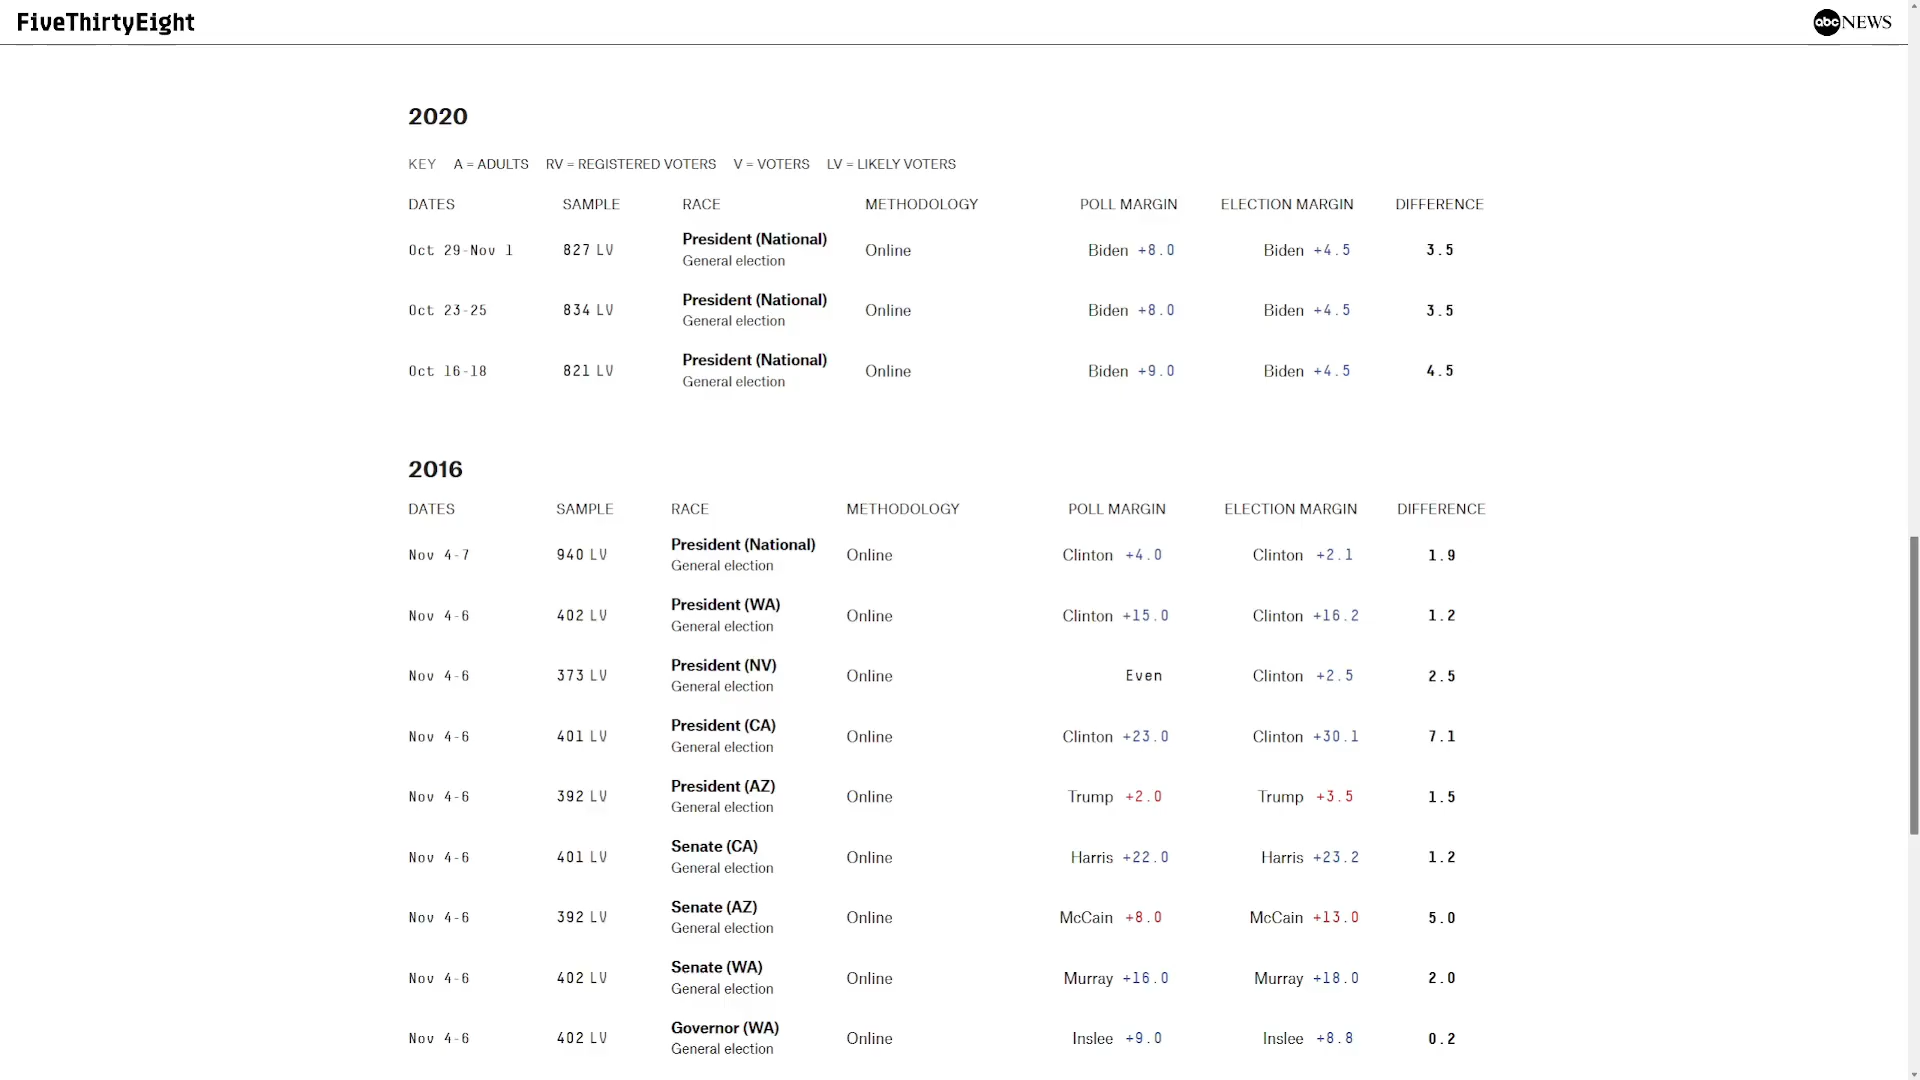 FiveThirtyEight
abc NEWS
2020
KEY A = ADULTS RV = REGISTERED VOTERS V = VOTERS LV = LIKELY VOTERS
DATES SAMPLE RACE METHODOLOGY POLL MARGIN ELECTION MARGIN DIFFERENCE
Oct 29-Nov 1 827 LV President (National) Online Biden +8.0 Biden +4.5 3.5
General election
Oct 23-25 834 LV President (National) Online Biden +8.0 Biden +4.5 3.5
General election
Oct 16-18 821 LV President (National) Online Biden +9.0 Biden +4.5 4.5
General election
2016
DATES SAMPLE RACE METHODOLOGY POLL MARGIN ELECTION MARGIN DIFFERENCE
Nov 4-7 940 LV President (National) Online Clinton +4.0 Clinton +2.1 1.9
General election
Nov 4-6 402 LV President (WA) Online Clinton +15.0 Clinton +16.2 1.2
General election
Nov 4-6 373 LV President (NV) Online Even Clinton +2.5 2.5
General election
Nov 4-6 401 LV President (CA) Online Clinton +23.0 Clinton +30.1 7.1
General election
Nov 4-6 392 LV President (AZ) Online Trump +2.0 Trump +3.5 1.5
General election
Nov 4-6 401 LV Senate (CA) Online Harris +22.0 Harris +23.2 1.2
General election
Nov 4-6 392 LV Senate (AZ) Online McCain +8.0 McCain +13.0 5.0
General election
Nov 4-6 402 LV Senate (WA) Online Murray +16.0 Murray +18.0 2.0
General election
Nov 4-6 402 LV Governor (WA) Online Inslee +9.0 Inslee +8.8 0.2
General election